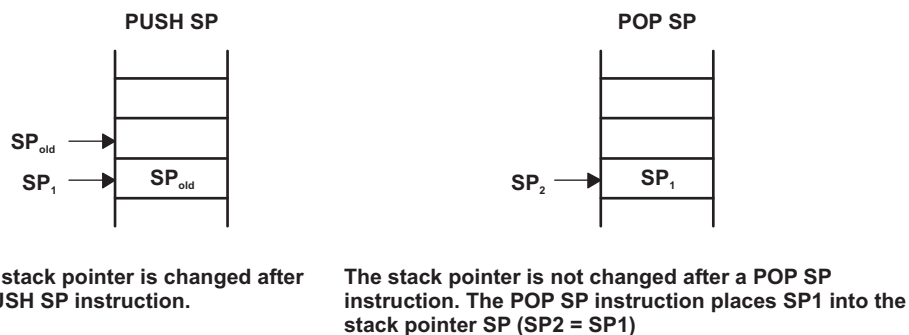 PUSH SP
POP SP
SPold
SP1
SPold
SP2
SP1
stack pointer is changed after
USH SP instruction.
The stack pointer is not changed after a POP SP
instruction. The POP SP instruction places SP1 into the
stack pointer SP (SP2 = SP1)